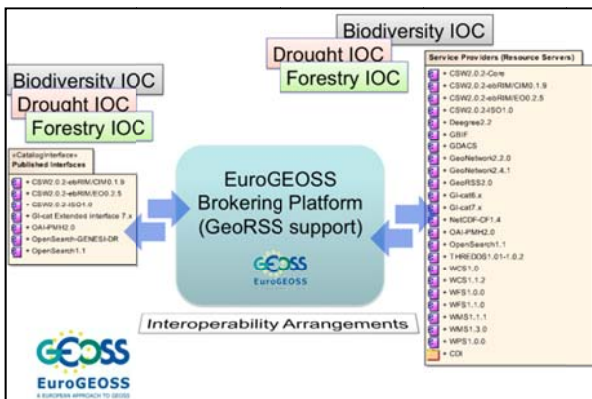 Biodiversity IOC
Drought IOC
Forestry IOC
«CatalogInterface»
Published Interfaces
+ CSW2.0.2-ebRIM/CIM0.1.9
+ CSW2.0.2-ebRIM/EO0.2.5
+ CSW2.0.2-ISO1.0
+ GI-cat Extended interface 7.x
+ OAI-PMH2.0
+ OpenSearch-GENESI-DR
+ OpenSearch1.1
EuroGEOSS
Brokering Platform
(GeoRSS support)
GEOSS
EuroGEOSS
Interoperability Arrangements
Biodiversity IOC
Drought IOC
Forestry IOC
Service Providers (Resource Servers)
+ CSW2.0.2-Core
+ CSW2.0.2-ebRIM/CIM0.1.9
+ CSW2.0.2-ebRIM/EO0.2.5
+ CSW2.0.2-ISO1.0
+ Deegree2.2
+ GBIF
+ GDACS
+ GeoNetwork2.2.0
+ GeoNetwork2.4.1
+ GeoRSS2.0
+ GI-cat6.x
+ GI-cat7.x
+ NetCDF-CF1.4
+ OAI-PMH2.0
+ OpenSearch1.1
+ THREDDS1.01-1.0.2
+ WCS1.0
+ WCS1.1.2
+ WFS1.0.0
+ WFS1.1.0
+ WMS1.1.1
+ WMS1.3.0
+ WPS1.0.0
+ CDI
GEOSS
EuroGEOSS
A EUROPEAN APPROACH TO GEOSS